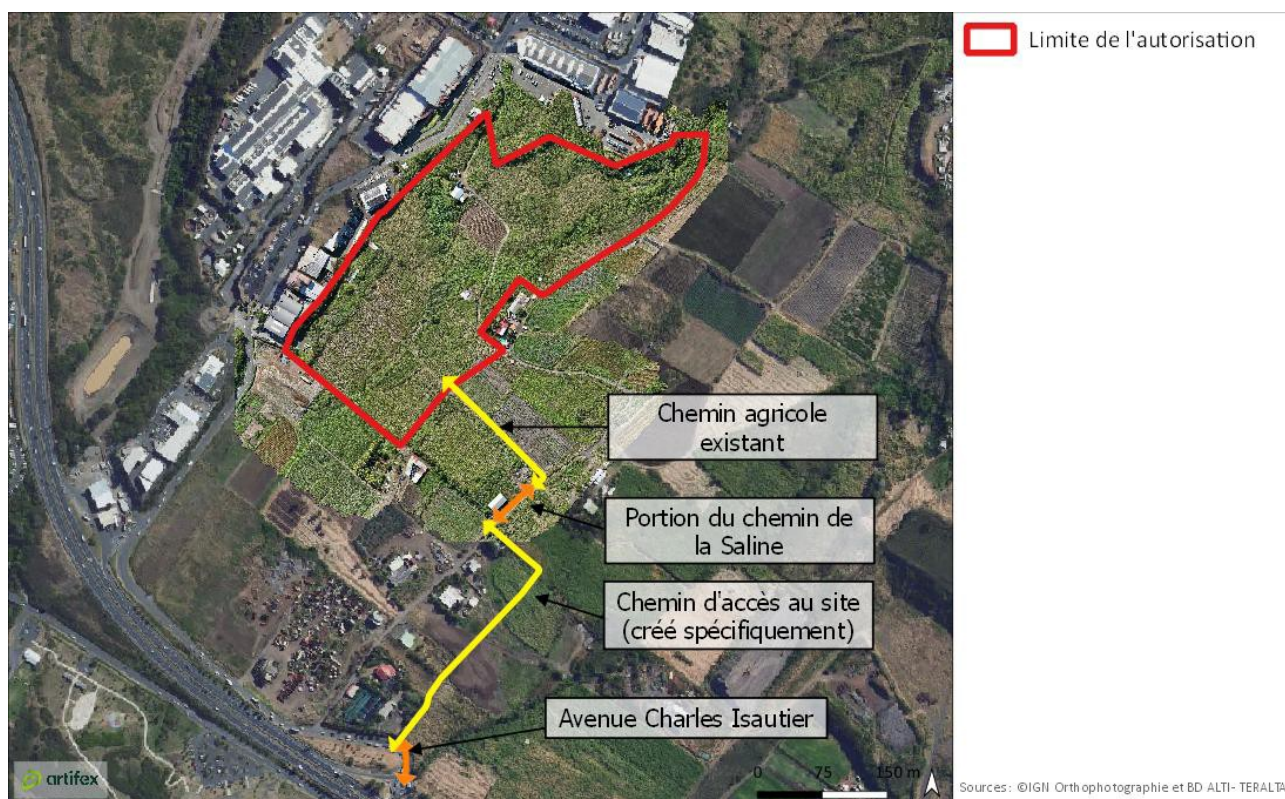 Limite de l'autorisation
Chemin agricole
existant
Portion du chemin de
la Saline
Chemin d'accès au site
(créé spécifiquement)
Avenue Charles Isautier
0 75 150 m
artifex
Sources: ©IGN Orthophotographie et BD ALTI- TERALTA